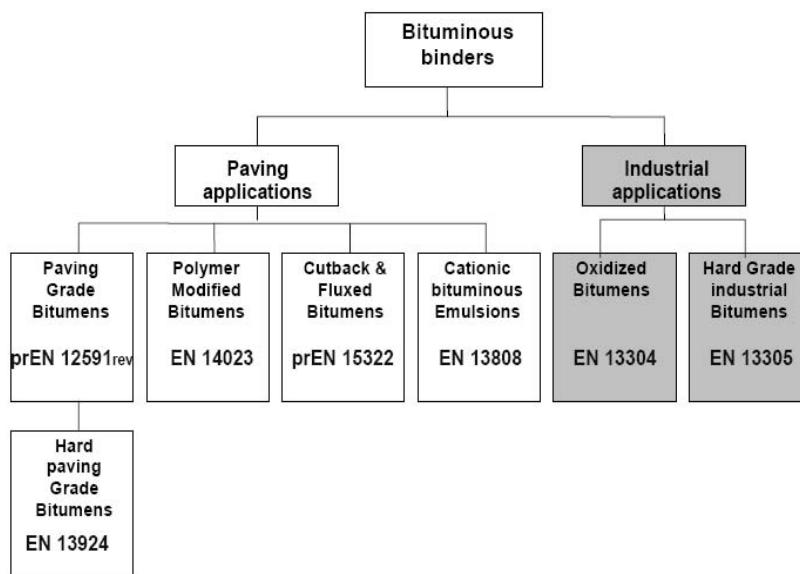 Bituminous
binders
Paving
applications
Industrial
applications
Paving
Grade
Bitumens
prEN 12591rev
Polymer
Modified
Bitumens
EN 14023
Cutback &
Fluxed
Bitumens
prEN 15322
Cationic
bituminous
Emulsions
EN 13808
Oxidized
Bitumens
EN 13304
Hard Grade
industrial
Bitumens
EN 13305
Hard
paving
Grade
Bitumens
EN 13924